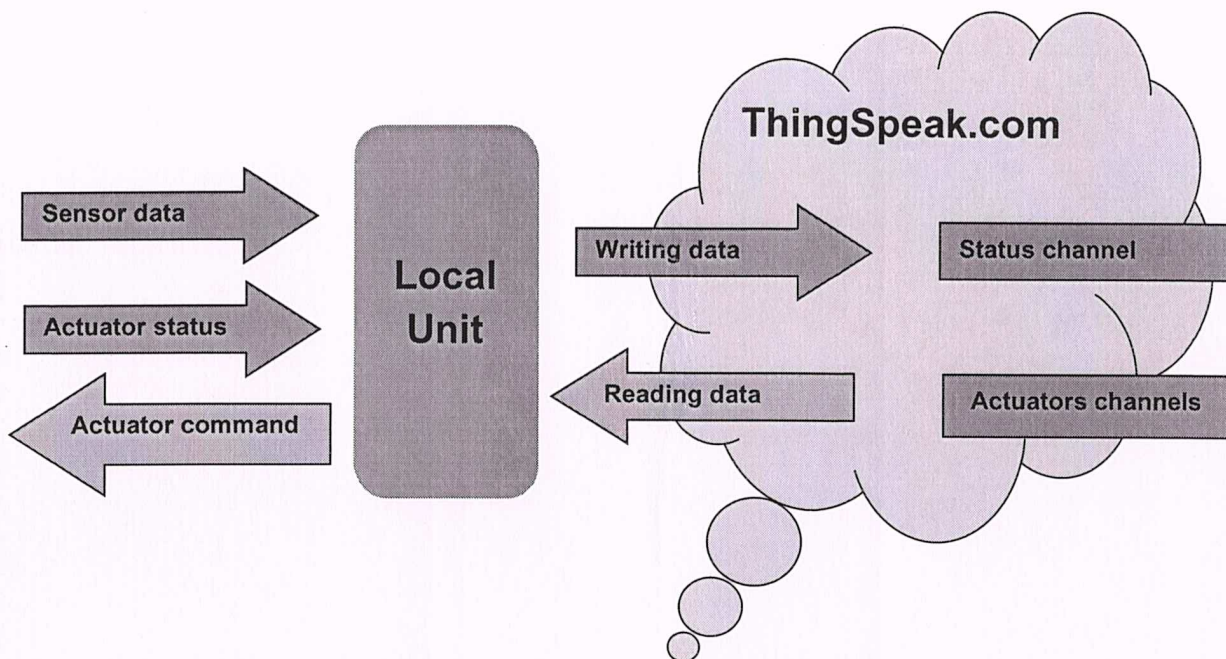 ThingSpeak.com
Sensor data
Actuator status
Actuator command
Local
Unit
Writing data
Reading data
Status channel
Actuators channels